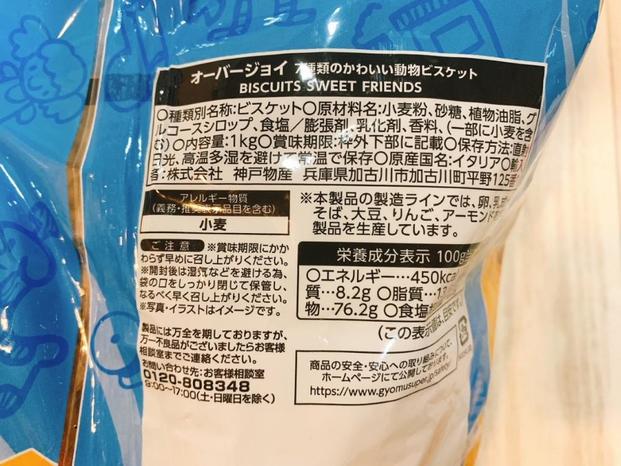 オーバージョイ 7種類のかわいい動物ビスケット
BISCUITS SWEET FRIENDS
○種類別名称:ビスケット○原材料名:小麦粉、砂糖、植物油脂、グ
ルコースシロップ、食塩／膨張剤、乳化剤、香料、(一部に小麦を含
む) ○内容量:1kg○賞味期限:枠外下部に記載○保存方法:直射
日光、高温多湿を避けて常温で保存○原産国名:イタリア○輸入
者:株式会社 神戸物産 兵庫県加古川市加古川町平野125番
アレルギー物質
(義務・推奨表示品目を含む)
小麦
※本製品の製造ラインでは、卵、乳成
そば、大豆、りんご、アーモンド
製品を生産しています。
ご注意 ※賞味期限にかか
わらず早めに召し上がりください。
※開封後は湿気などを避ける為、
袋の口をしっかり閉じて保管し、
なるべく早く召し上がりください。
※写真・イラストはイメージです。
栄養成分表示 100g
○エネルギー…450kca
質…8.2g ○脂質…
物…76.2g ○食塩
(この表示値は、目安です。)
製品には万全を期しておりますが、
万一不良品がございましたらお客様
相談室までご連絡ください。
お問い合わせ先:お客様相談室
0120-808348
9:00～17:00(土・日曜日を除く)
商品の安全・安心への取り組みについて、
ホームページにて公開しております。
https://www.gyomusuper.jp/safety/